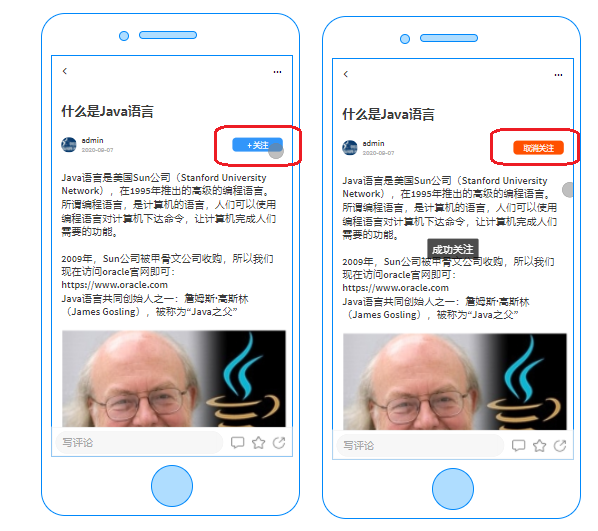 什么是Java语言
admin
2020-09-07
+关注
Java语言是美国Sun公司（Stanford University
Network），在1995年推出的高级的编程语言。
所谓编程语言，是计算机的语言，人们可以使用
编程语言对计算机下达命令，让计算机完成人们
需要的功能。
2009年，Sun公司被甲骨文公司收购，所以我们
现在访问oracle官网即可：
https://www.oracle.com
Java语言共同创始人之一：詹姆斯·高斯林
（James Gosling），被称为“Java之父”
写评论
什么是Java语言
admin
2020-09-07
取消关注
Java语言是美国Sun公司（Stanford University
Network），在1995年推出的高级的编程语言。
所谓编程语言，是计算机的语言，人们可以使用
编程语言对计算机下达命令，让计算机完成人们
需要的功能。
成功关注
2009年，Sun公司被甲骨文公司收购，所以我们
现在访问oracle官网即可：
https://www.oracle.com
Java语言共同创始人之一：詹姆斯·高斯林
（James Gosling），被称为“Java之父”
写评论